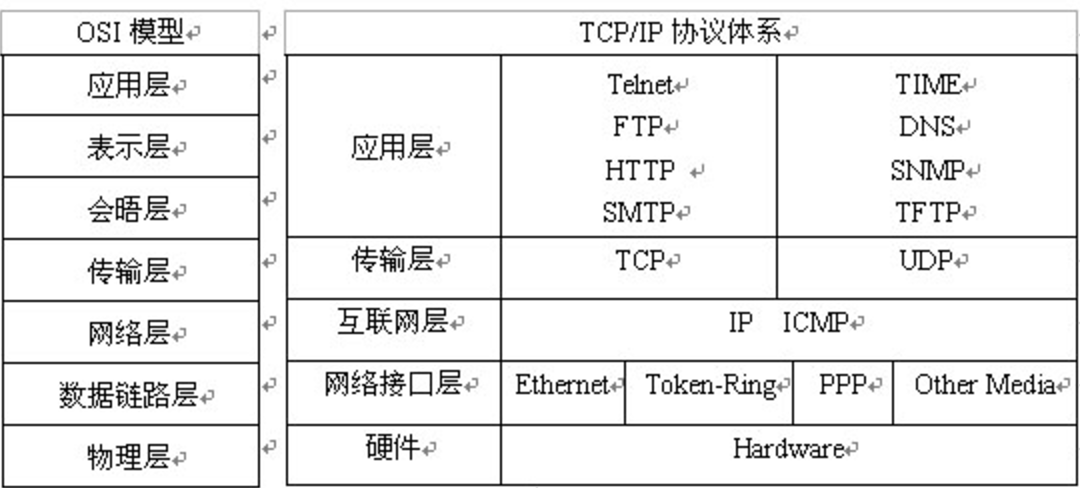 OSI 模型 TCP/IP 协议体系
应用层
表示层
会晤层
传输层
网络层
数据链路层
物理层
应用层
Telnet
FTP
HTTP
SMTP
TIME
DNS
SNMP
TFTP
传输层 TCP UDP
互联网层 IP ICMP
网络接口层 Ethernet Token-Ring PPP Other Media
硬件 Hardware